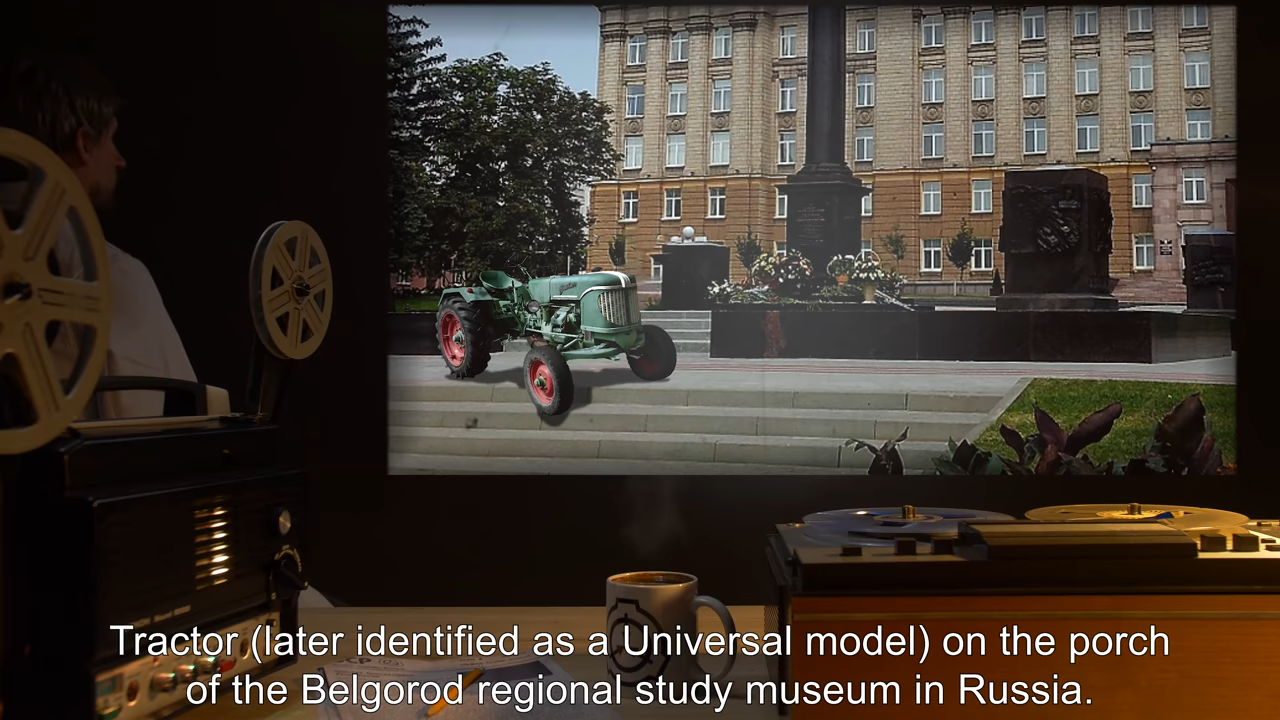 Tractor (later identified as a Universal model) on the porch
of the Belgorod regional study museum in Russia.